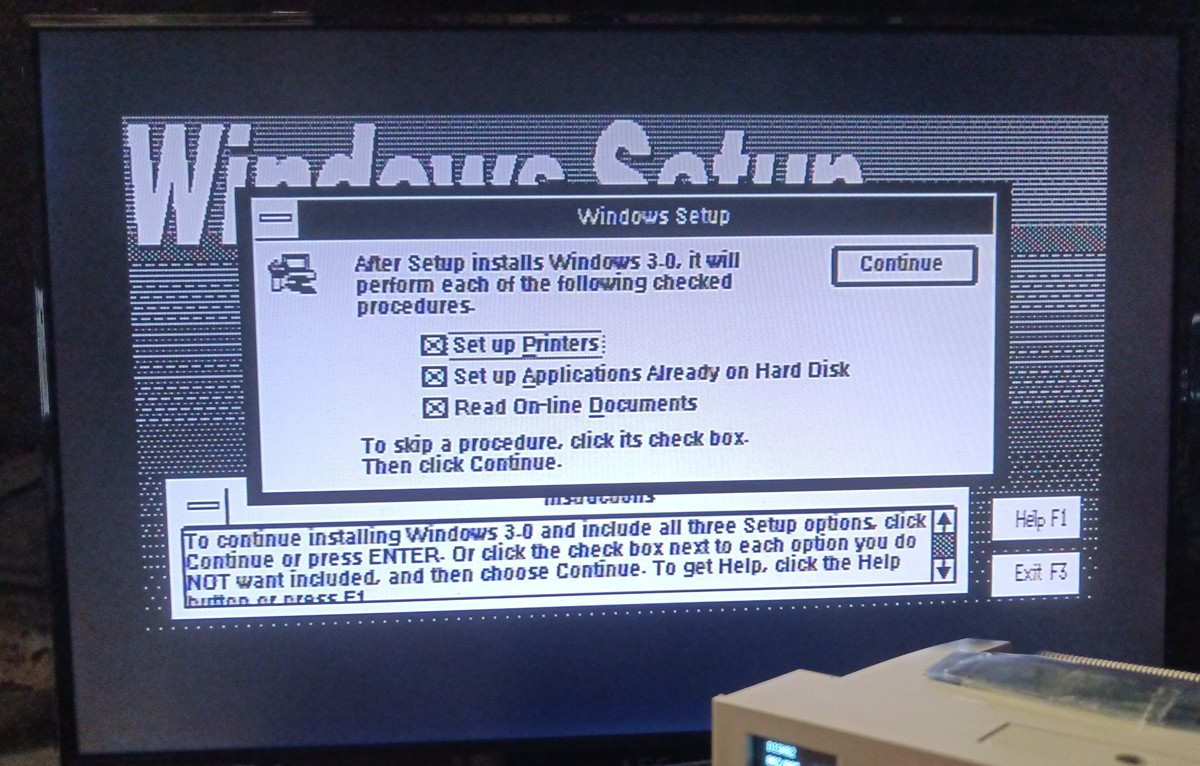 Windows Setup
Windows Setup
After Setup installs Windows 3.0, it will
perform each of the following checked
procedures.
Continue
Set up Printers
Set up Applications Already on Hard Disk
Read On-line Documents
To skip a procedure, click its check box.
Then click Continue.
Instructions
To continue installing Windows 3.0 and include all three Setup options, click
Continue or press ENTER. Or click the check box next to each option you do
NOT want included, and then choose Continue. To get Help, click the Help
button or press F1
Help F1
Exit F3